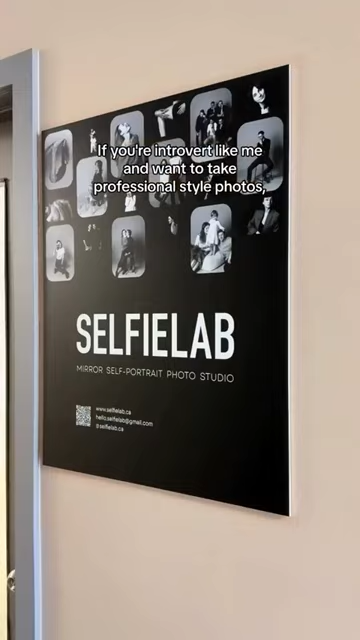 If you're introvert like me
and want to take
professional style photos,
SELFIELAB
MIRROR SELF-PORTRAIT PHOTO STUDIO
www.selfielab.ca
hello.selfielab@gmail.com
@selfielab.ca